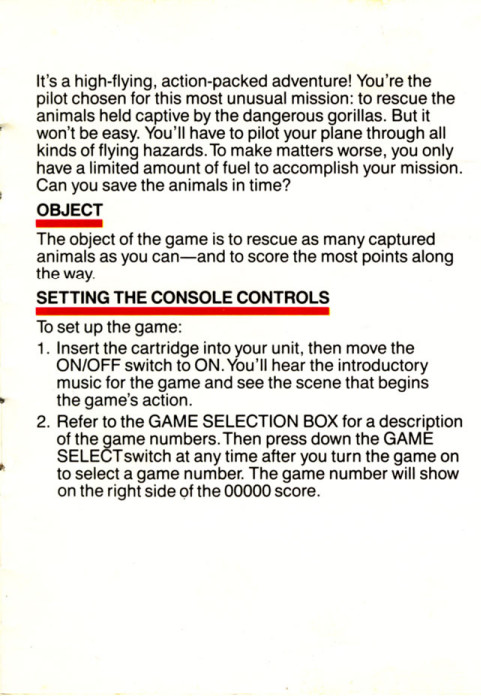 It's a high-flying, action-packed adventure! You're the
pilot chosen for this most unusual mission: to rescue the
animals held captive by the dangerous gorillas. But it
won't be easy. You'll have to pilot your plane through all
kinds of flying hazards. To make matters worse, you only
have a limited amount of fuel to accomplish your mission.
Can you save the animals in time?
OBJECT
The object of the game is to rescue as many captured
animals as you can—and to score the most points along
the way.
SETTING THE CONSOLE CONTROLS
To set up the game:
1. Insert the cartridge into your unit, then move the
ON/OFF switch to ON. You'll hear the introductory
music for the game and see the scene that begins
the game's action.
2. Refer to the GAME SELECTION BOX for a description
of the game numbers. Then press down the GAME
SELECT switch at any time after you turn the game on
to select a game number. The game number will show
on the right side of the 00000 score.